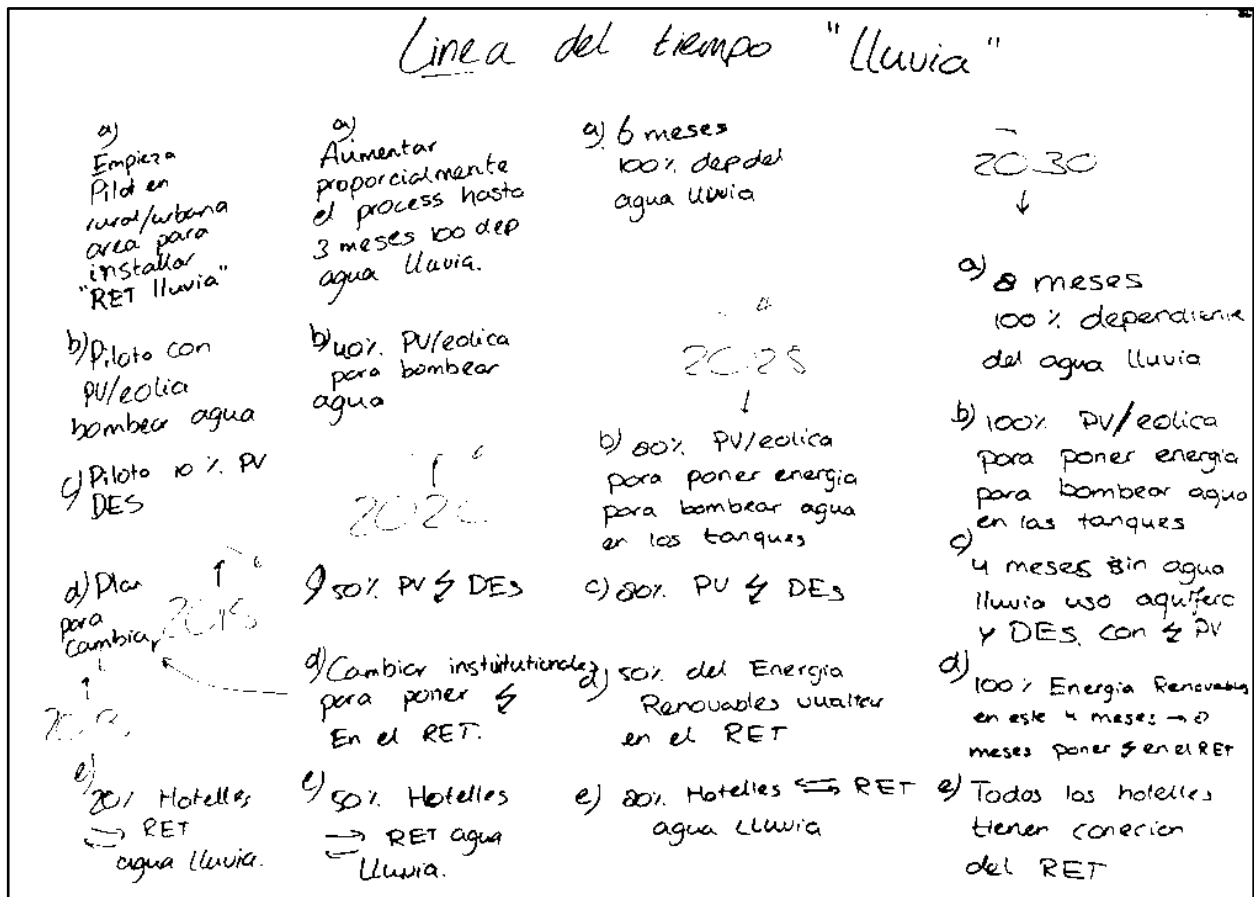 Linea del tiempo "Lluvia"
a)
Empieza
Pilot en
rural/urbana
area para
installar
"RET lluvia"
b) Piloto con
PV/eolia
bombear agua
c) Piloto 10% PV
DES
d) Plan
para
Cambiar
2015
e)
20% Hotelles
⇄ RET
agua lluvia.
a)
Aumentar
proporcialmente
el process hasta
3 meses 100 dep
agua lluvia.
b) 40% PV/eolica
para bombear
agua
2020
c) 50% PV ↯ DES
d) Cambiar
para poner ↯
En el RET.
e) 50% Hotelles
⇄ RET agua
lluvia.
a) 6 meses
100% dep del
agua lluvia
2025
↓
b) 80% PV/eolica
para poner energia
para bombear agua
en los tanques
c) 80% PV ↯ DES
d) 50% del Energia
Renovables
en el RET
e) 80% Hotelles ⇆ RET
agua lluvia
2030
↓
a) 8 meses
100% dependiente
del agua lluvia
b) 100% PV/eolica
para poner energia
para bombear agua
en las tanques
c)
4 meses sin agua
lluvia uso aquifero
y DES con ↯ PV
d)
100% Energia Renovables
en este 4 meses → 8
meses poner ↯ en el RET
e) Todos los hotelles
tienen conecien
del RET